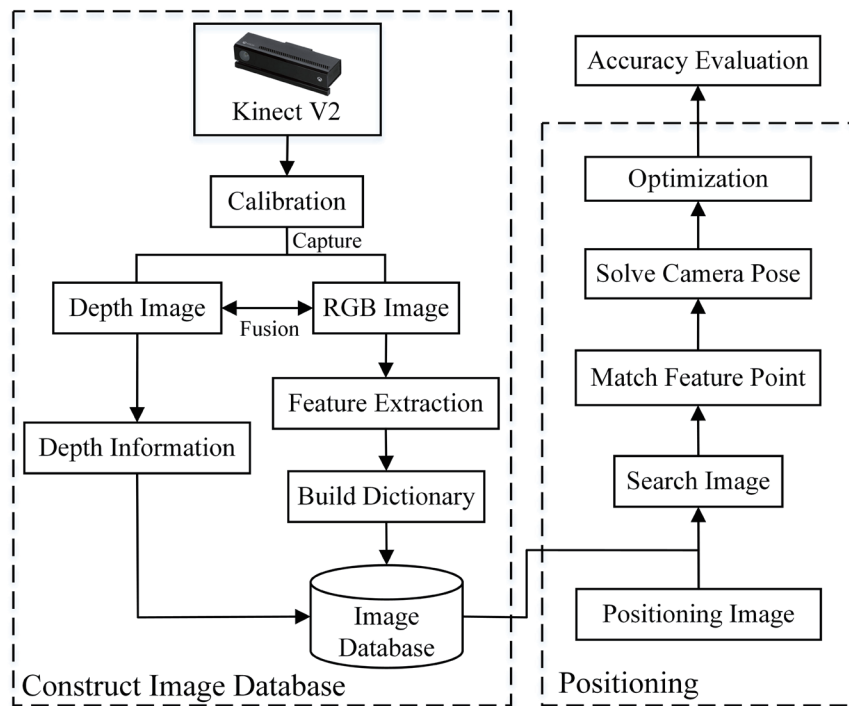 Kinect V2
Calibration
Capture
Depth Image
Fusion
RGB Image
Feature Extraction
Depth Information
Build Dictionary
Image
Database
Construct Image Database
Accuracy Evaluation
Optimization
Solve Camera Pose
Match Feature Point
Search Image
Positioning Image
Positioning